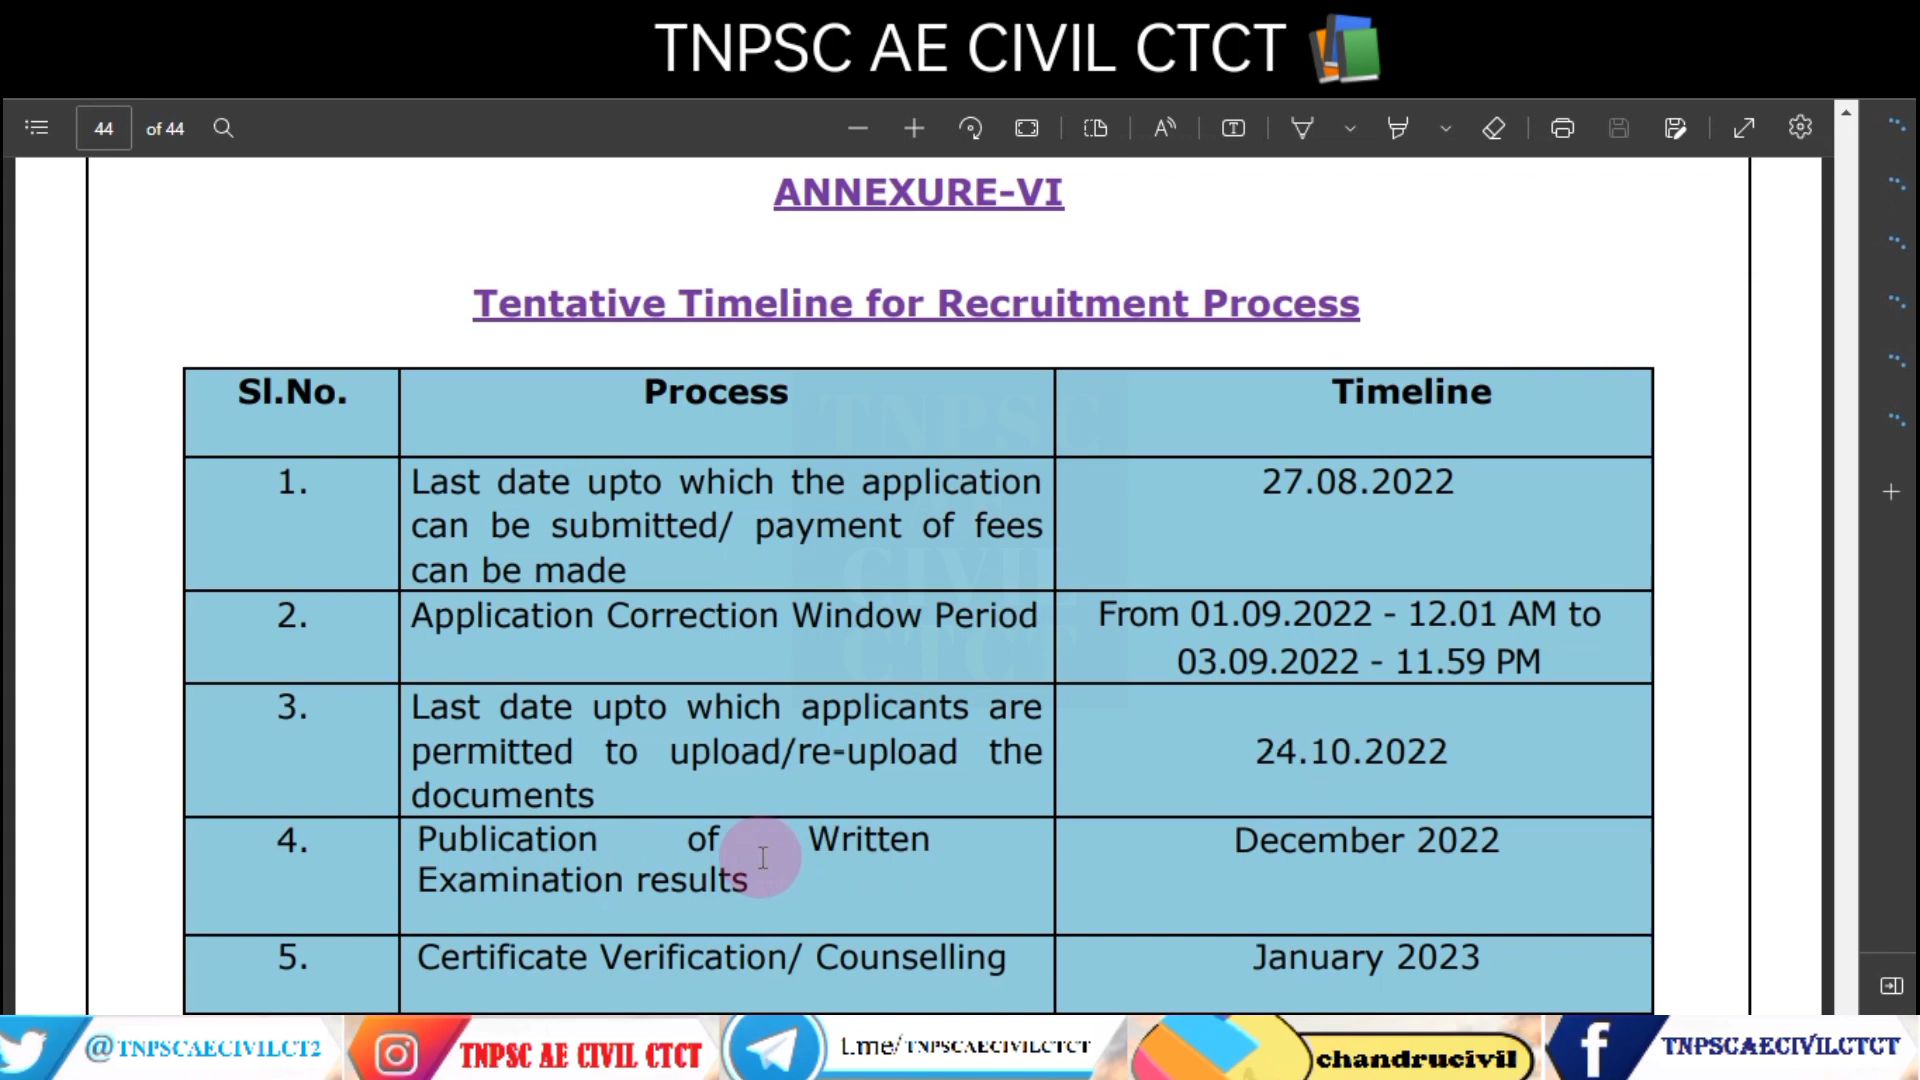 TNPSC AE CIVIL CTCT
44 of 44
ANNEXURE-VI
Tentative Timeline for Recruitment Process
Sl.No. Process Timeline
1. Last date upto which the application 27.08.2022
can be submitted/ payment of fees
can be made
2. Application Correction Window Period From 01.09.2022 - 12.01 AM to
03.09.2022 - 11.59 PM
3. Last date upto which applicants are
permitted to upload/re-upload the 24.10.2022
documents
4. Publication of Written December 2022
Examination results
5. Certificate Verification/ Counselling January 2023
TNPSC
CIVIL
CTCT
@TNPSCAECIVILCT2 TNPSC AE CIVIL CTCT t.me/TNPSCAECIVILCTCT chandrucivil TNPSCAECIVILCTCT